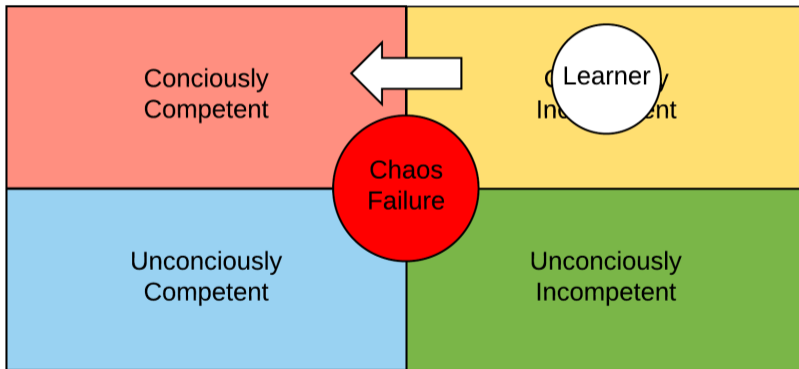 Conciously
Competent
Learner
Chaos
Failure
Unconciously
Competent
Unconciously
Incompetent